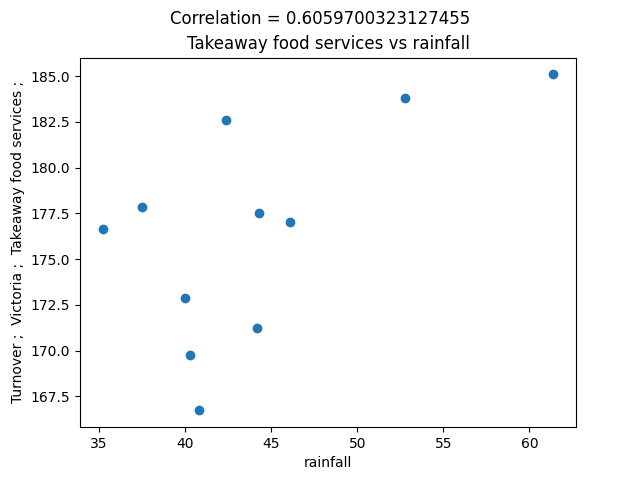 Correlation = 0.6059700323127455
Takeaway food services vs rainfall
Turnover ;  Victoria ;  Takeaway food services ;
185.0
182.5
180.0
177.5
175.0
172.5
170.0
167.5
35 40 45 50 55 60
rainfall